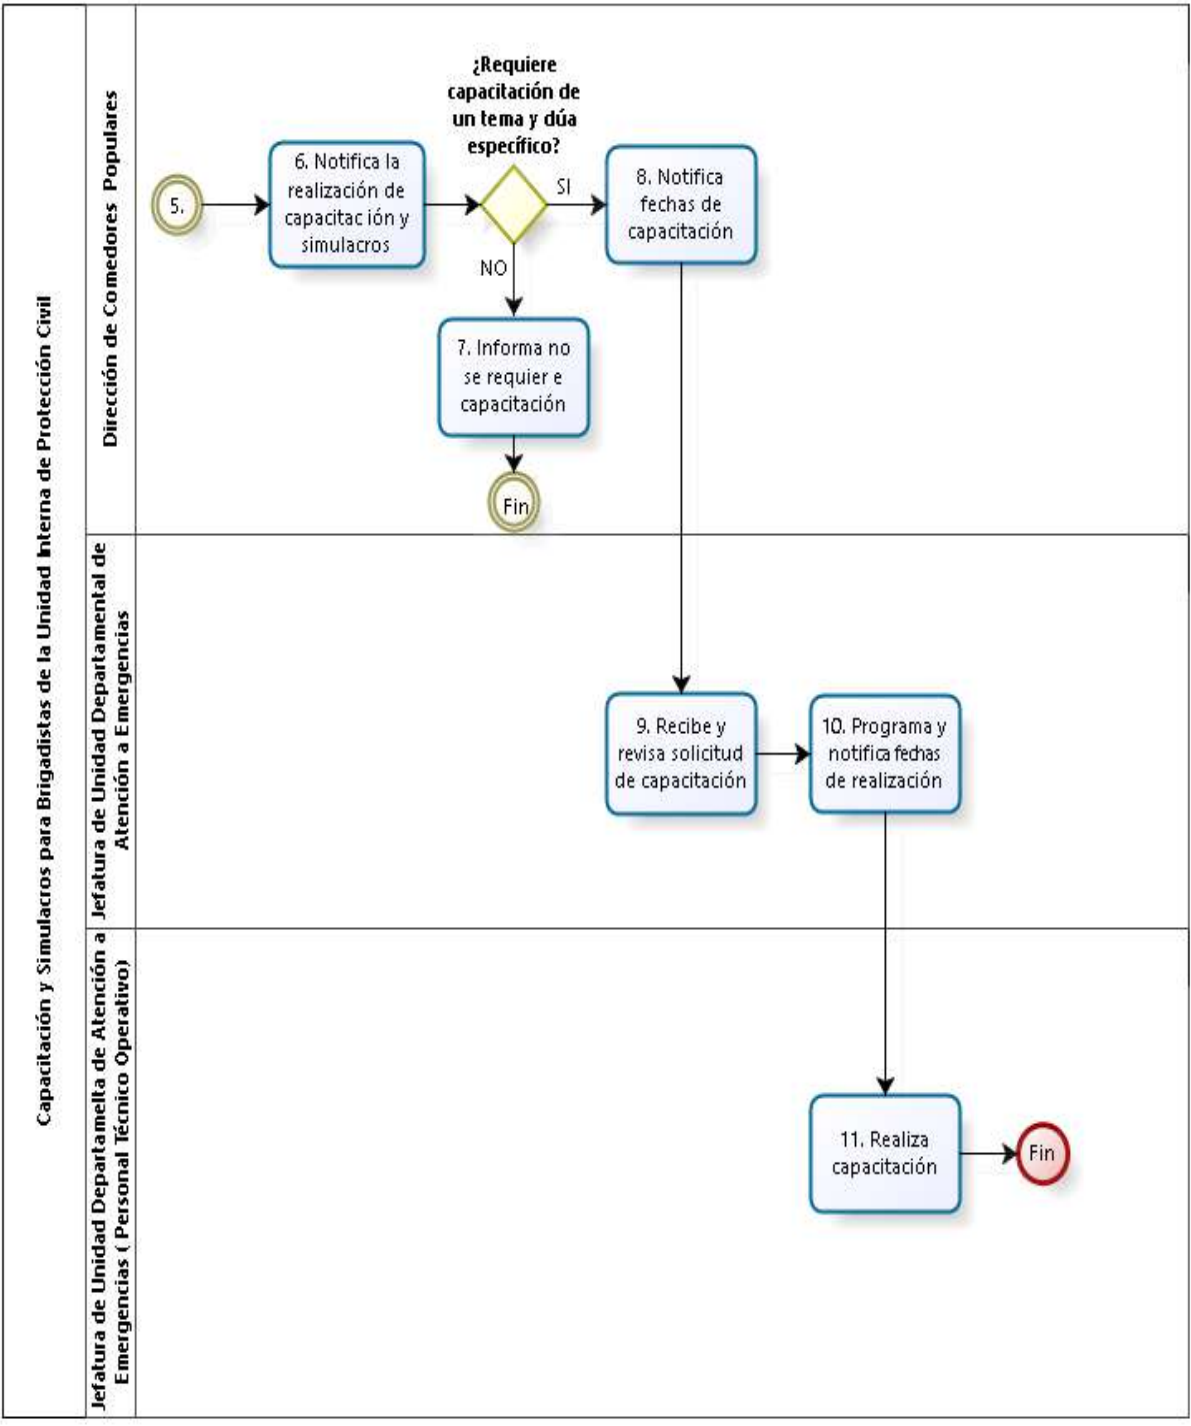 Capacitación y Simulacros para Brigadistas de la Unidad Interna de Protección Civil
Dirección de Comedores Populares
5.
6. Notifica la
realización de
capacitac ión y
simulacros
¿Requiere
capacitación de
un tema y dúa
específico?
SI
NO
8. Notifica
fechas de
capacitación
7. Informa no
se requier e
capacitación
Fin
Jefatura de Unidad Departamental de
Atención a Emergencias
9. Recibe y
revisa solicitud
de capacitación
10. Programa y
notifica fechas
de realización
Jefatura de Unidad Departamelta de Atención a
Emergencias ( Personal Técnico Operativo)
11. Realiza
capacitación
Fin